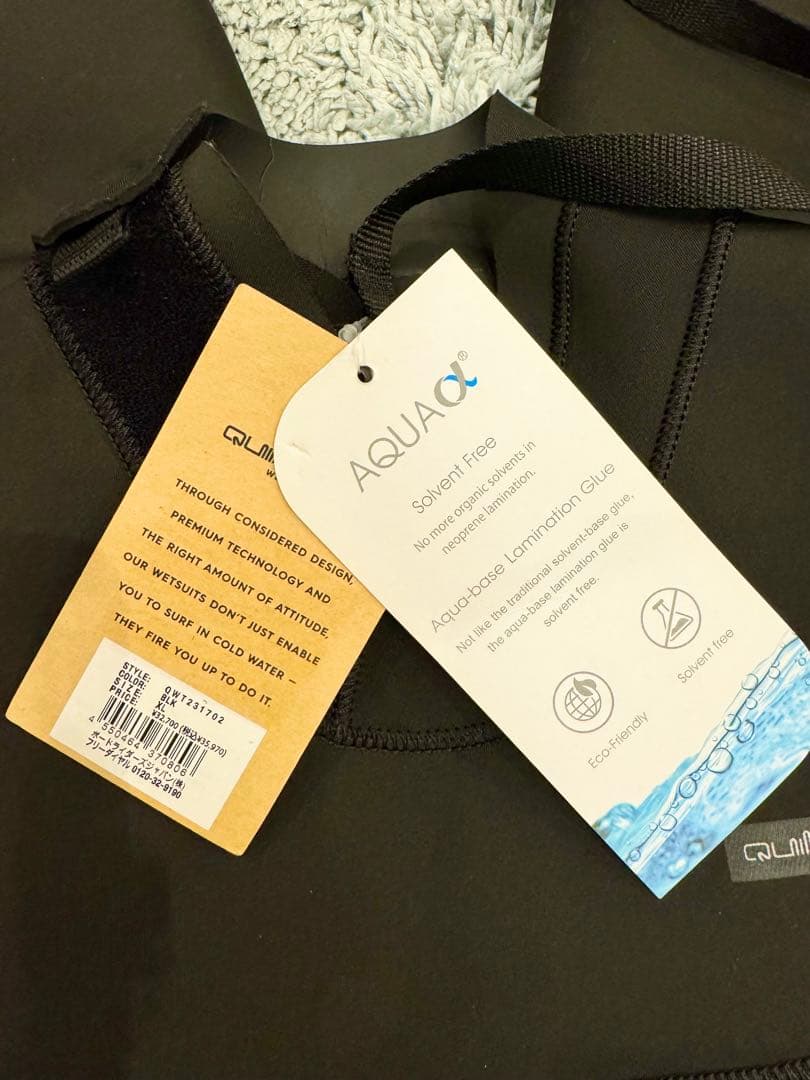 THROUGH CONSIDERED DESIGN,
PREMIUM TECHNOLOGY AND
THE RIGHT AMOUNT OF ATTITUDE,
OUR WETSUITS DON'T JUST ENABLE
YOU TO SURF IN COLD WATER –
THEY FIRE YOU UP TO DO IT.
STYLE: QWT231702
COLOR: BLK
SIZE: XL
PRICE: ¥32,700 (税込¥35,970)
4 550464 370806
ボードライダーズジャパン(株)
フリーダイヤル 0120-32-9190
AQUAα®
Solvent Free
No more organic solvents in
neoprene lamination.
Aqua-base Lamination Glue
Not like the traditional solvent-base glue,
the aqua-base lamination glue is
solvent free.
Eco-Friendly
Solvent free